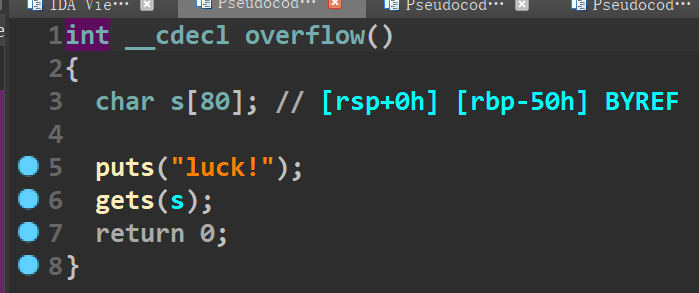 IDA Vie⋯ Pseudocod⋯ Pseudocod⋯ Pseudocod⋯
1 int __cdecl overflow()
2 {
3   char s[80]; // [rsp+0h] [rbp-50h] BYREF
4
5   puts("luck!");
6   gets(s);
7   return 0;
8 }